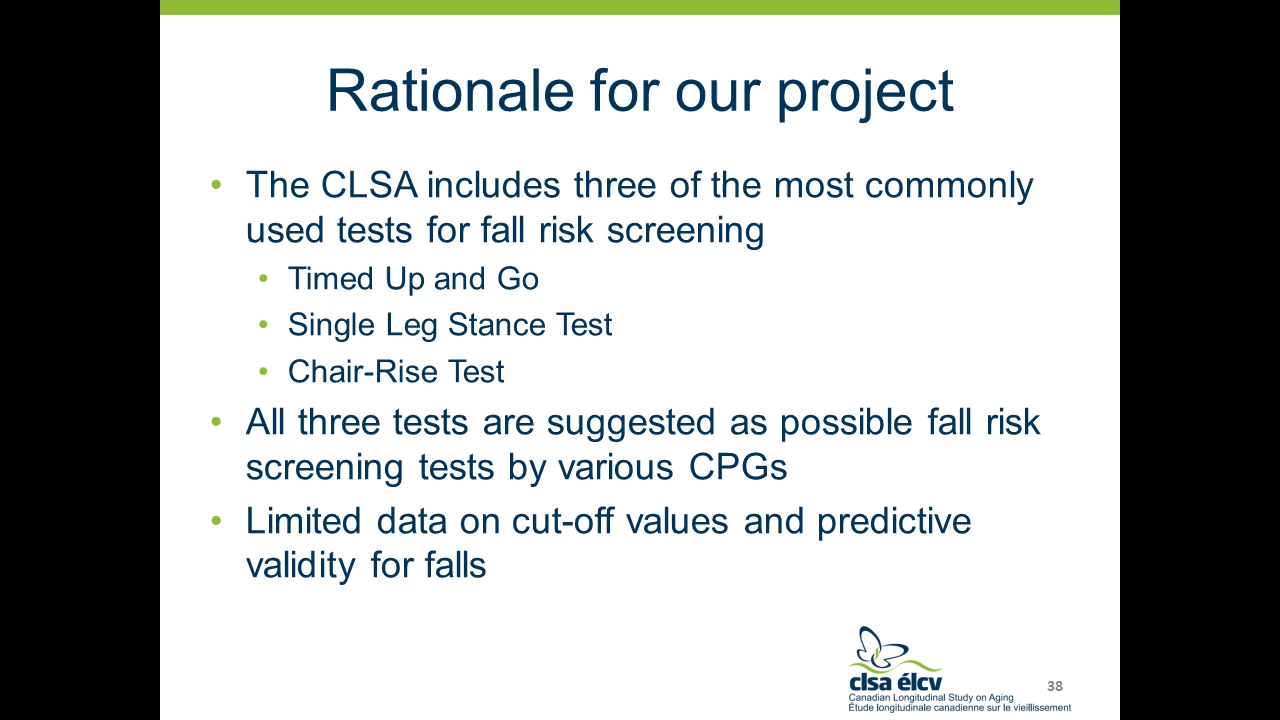 Rationale for our project
• The CLSA includes three of the most commonly
used tests for fall risk screening
• Timed Up and Go
• Single Leg Stance Test
• Chair-Rise Test
• All three tests are suggested as possible fall risk
screening tests by various CPGs
• Limited data on cut-off values and predictive
validity for falls
clsa élcv
Canadian Longitudinal Study on Aging
Étude longitudinale canadienne sur le vieillissement
38